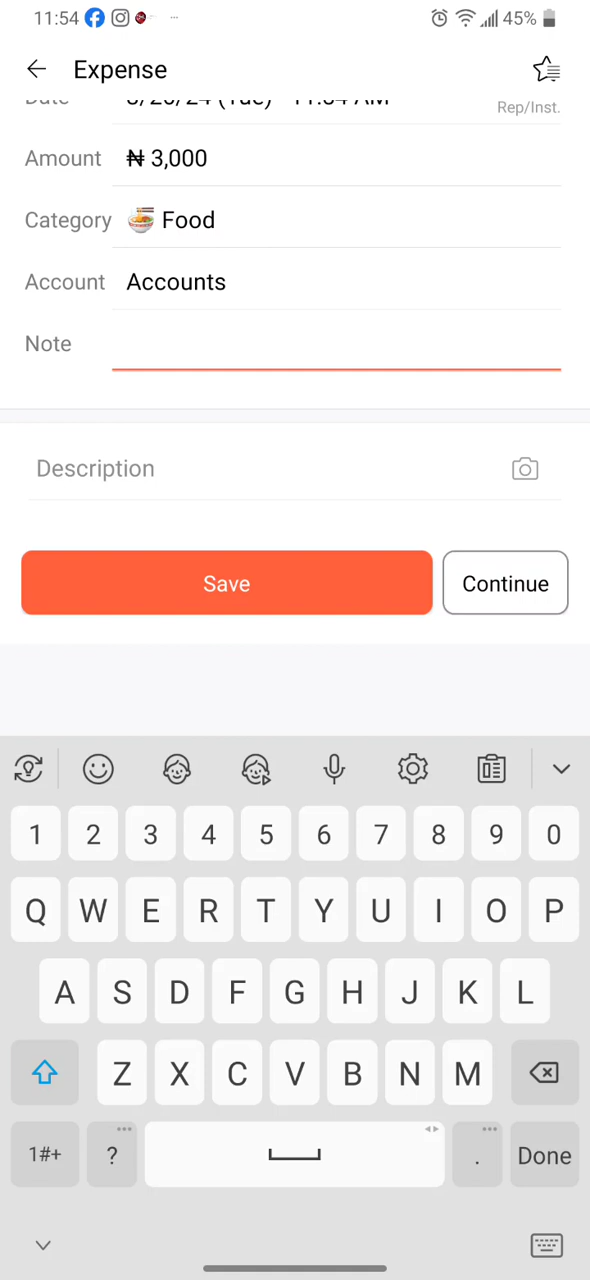 11:54 45%
Expense
Rep/Inst.
Amount ₦ 3,000
Category Food
Account Accounts
Note
Description
Save Continue
1 2 3 4 5 6 7 8 9 0
Q W E R T Y U I O P
A S D F G H J K L
Z X C V B N M
1#+ ? . Done